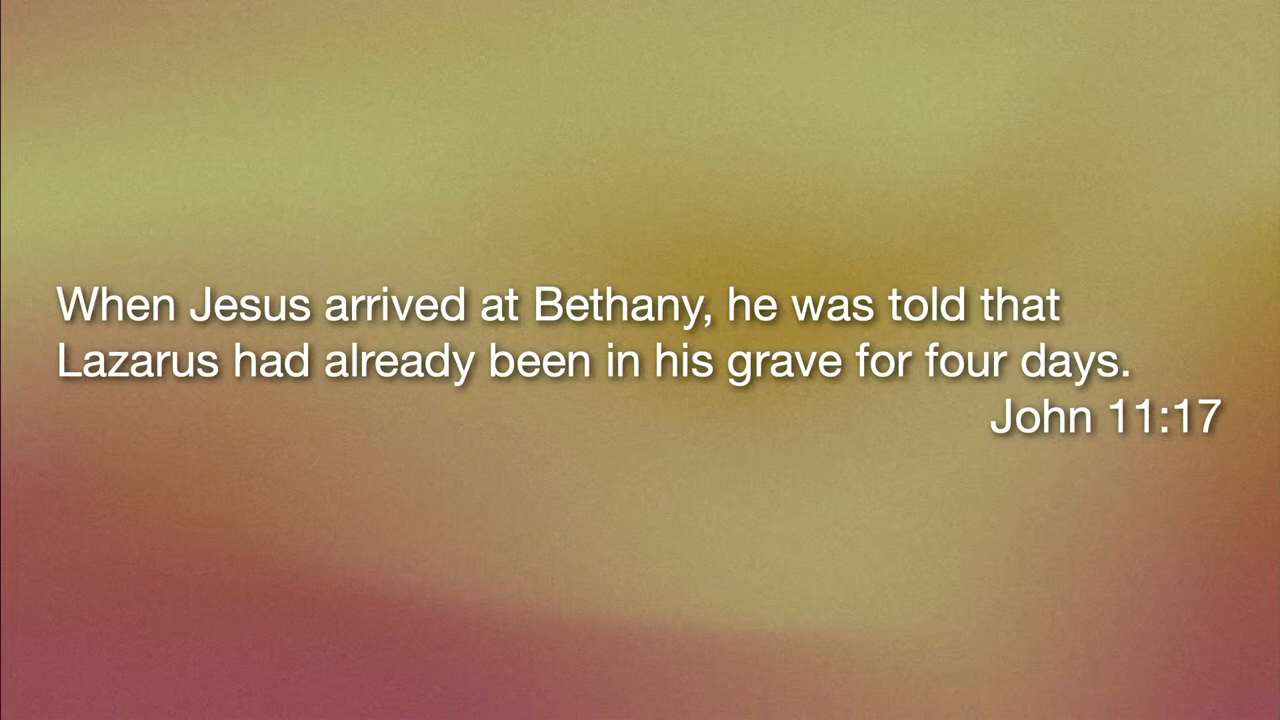 When Jesus arrived at Bethany, he was told that
Lazarus had already been in his grave for four days.
John 11:17